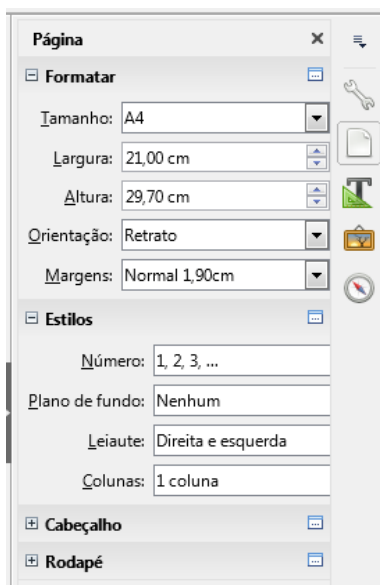 Página
Formatar
Tamanho: A4
Largura: 21,00 cm
Altura: 29,70 cm
Orientação: Retrato
Margens: Normal 1,90cm
Estilos
Número: 1, 2, 3, ...
Plano de fundo: Nenhum
Leiaute: Direita e esquerda
Colunas: 1 coluna
Cabeçalho
Rodapé